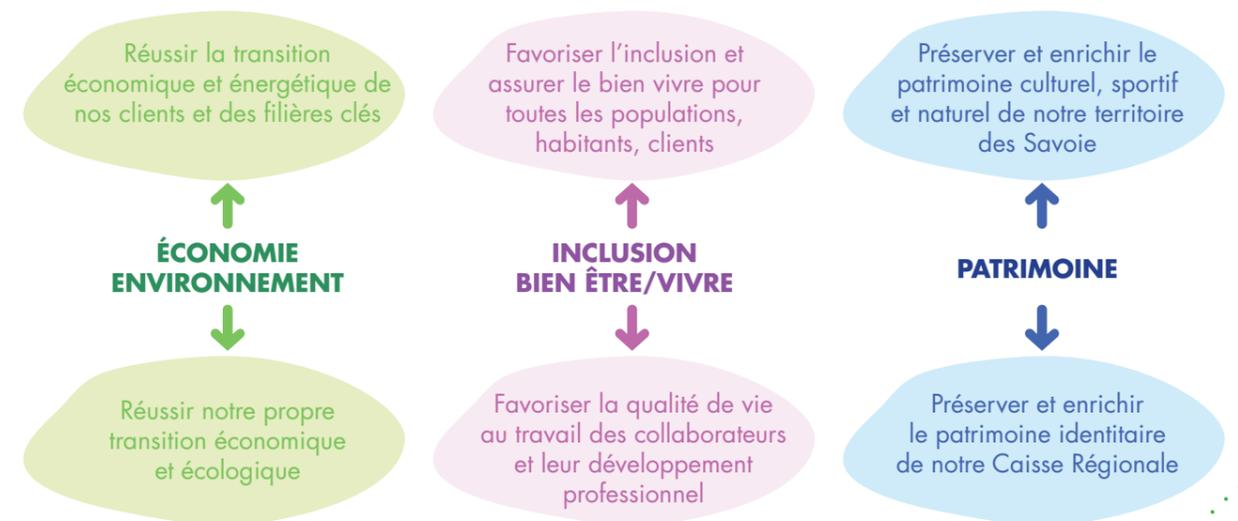 Réussir la transition
économique et énergétique de
nos clients et des filières clés
Favoriser l’inclusion et
assurer le bien vivre pour
toutes les populations,
habitants, clients
Préserver et enrichir le
patrimoine culturel, sportif
et naturel de notre territoire
des Savoie
ÉCONOMIE
ENVIRONNEMENT
INCLUSION
BIEN ÊTRE/VIVRE
PATRIMOINE
Réussir notre propre
transition économique
et écologique
Favoriser la qualité de vie
au travail des collaborateurs
et leur développement
professionnel
Préserver et enrichir
le patrimoine identitaire
de notre Caisse Régionale